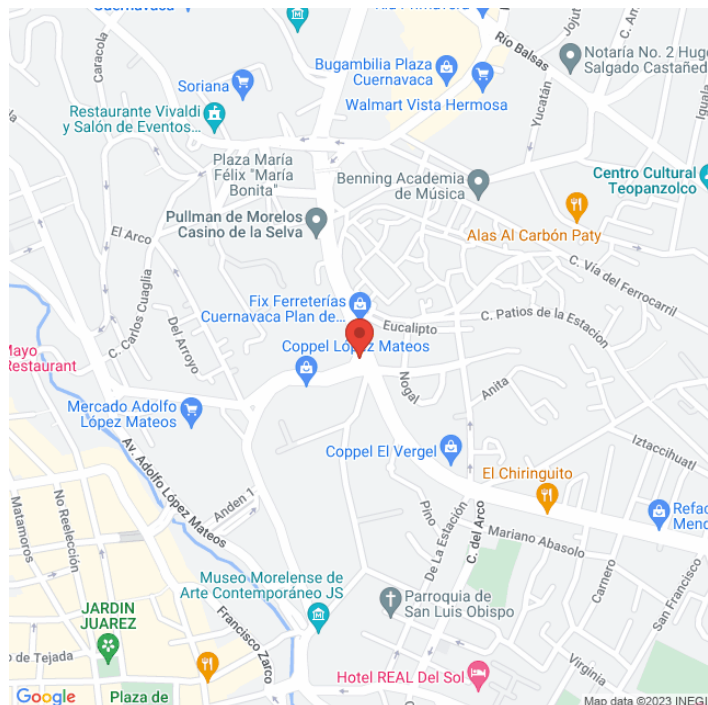 Cuernavaca
Río Balsas
Jojut
C. Am
Caracola
Bugambilia Plaza
Cuernavaca
Notaría No. 2 Hugo
Salgado Castañed
Soriana
Walmart Vista Hermosa
Yucatán
Iguala
Restaurante Vivaldi
y Salón de Eventos...
Plaza María
Félix "María
Bonita"
Benning Academia
de Música
Centro Cultural
Teopanzolco
Pullman de Morelos
Casino de la Selva
El Arco
Alas Al Carbón Paty
C. Vía del Ferrocarril
C. Carlos Cuaglia
Fix Ferreterías
Cuernavaca Plan de...
Eucalipto
C. Patios de la Estacion
Del Arroyo
Coppel López Mateos
Mayo
Restaurant
Nogal
Anita
Mercado Adolfo
López Mateos
Iztaccihuatl
Coppel El Vergel
Av. Adolfo López Mateos
El Chiringuito
Anden 1
No Reelección
Matamoros
Pino
De La Estación
C. del Arco
Refac
Mend
Mariano Abasolo
Carnero
San Francisco
Museo Morelense de
Arte Contemporáneo JS
Parroquia de
San Luis Obispo
JARDIN
JUAREZ
Francisco Zarco
o de Tejada
Hotel REAL Del Sol
Virginia
Google
Plaza de
Map data ©2023 INEGI